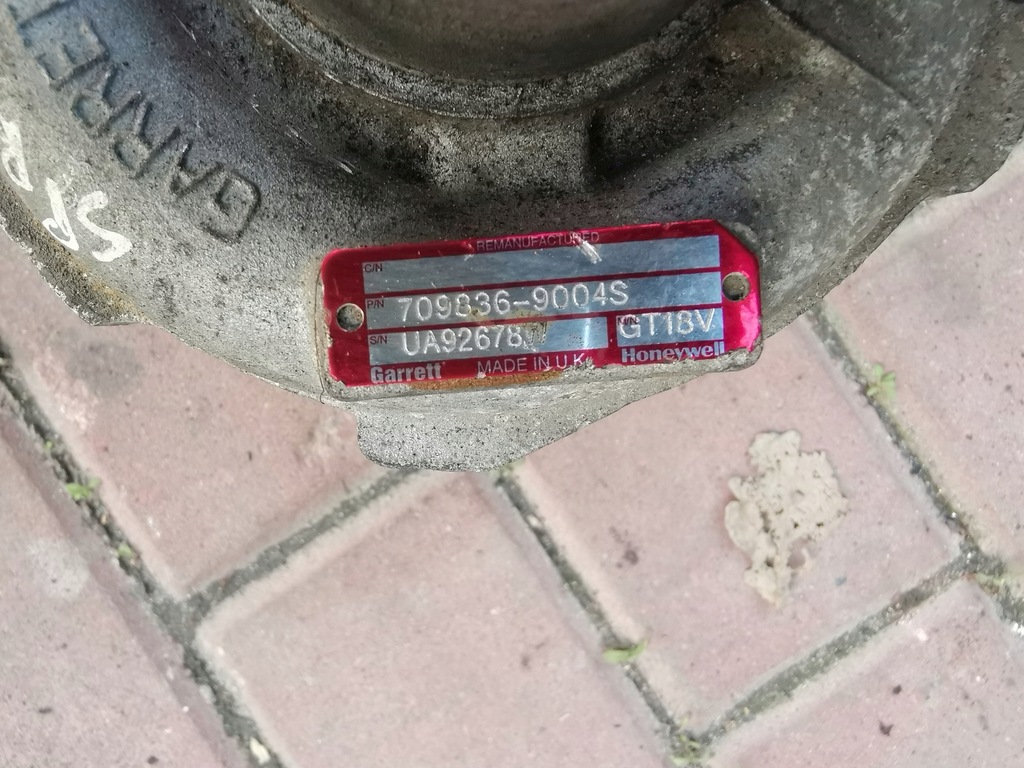 GARRETT
REMANUFACTURED
C/N
P/N 709836-9004S
S/N UA92678
M/N GT18V
Garrett MADE IN U.K. Honeywell